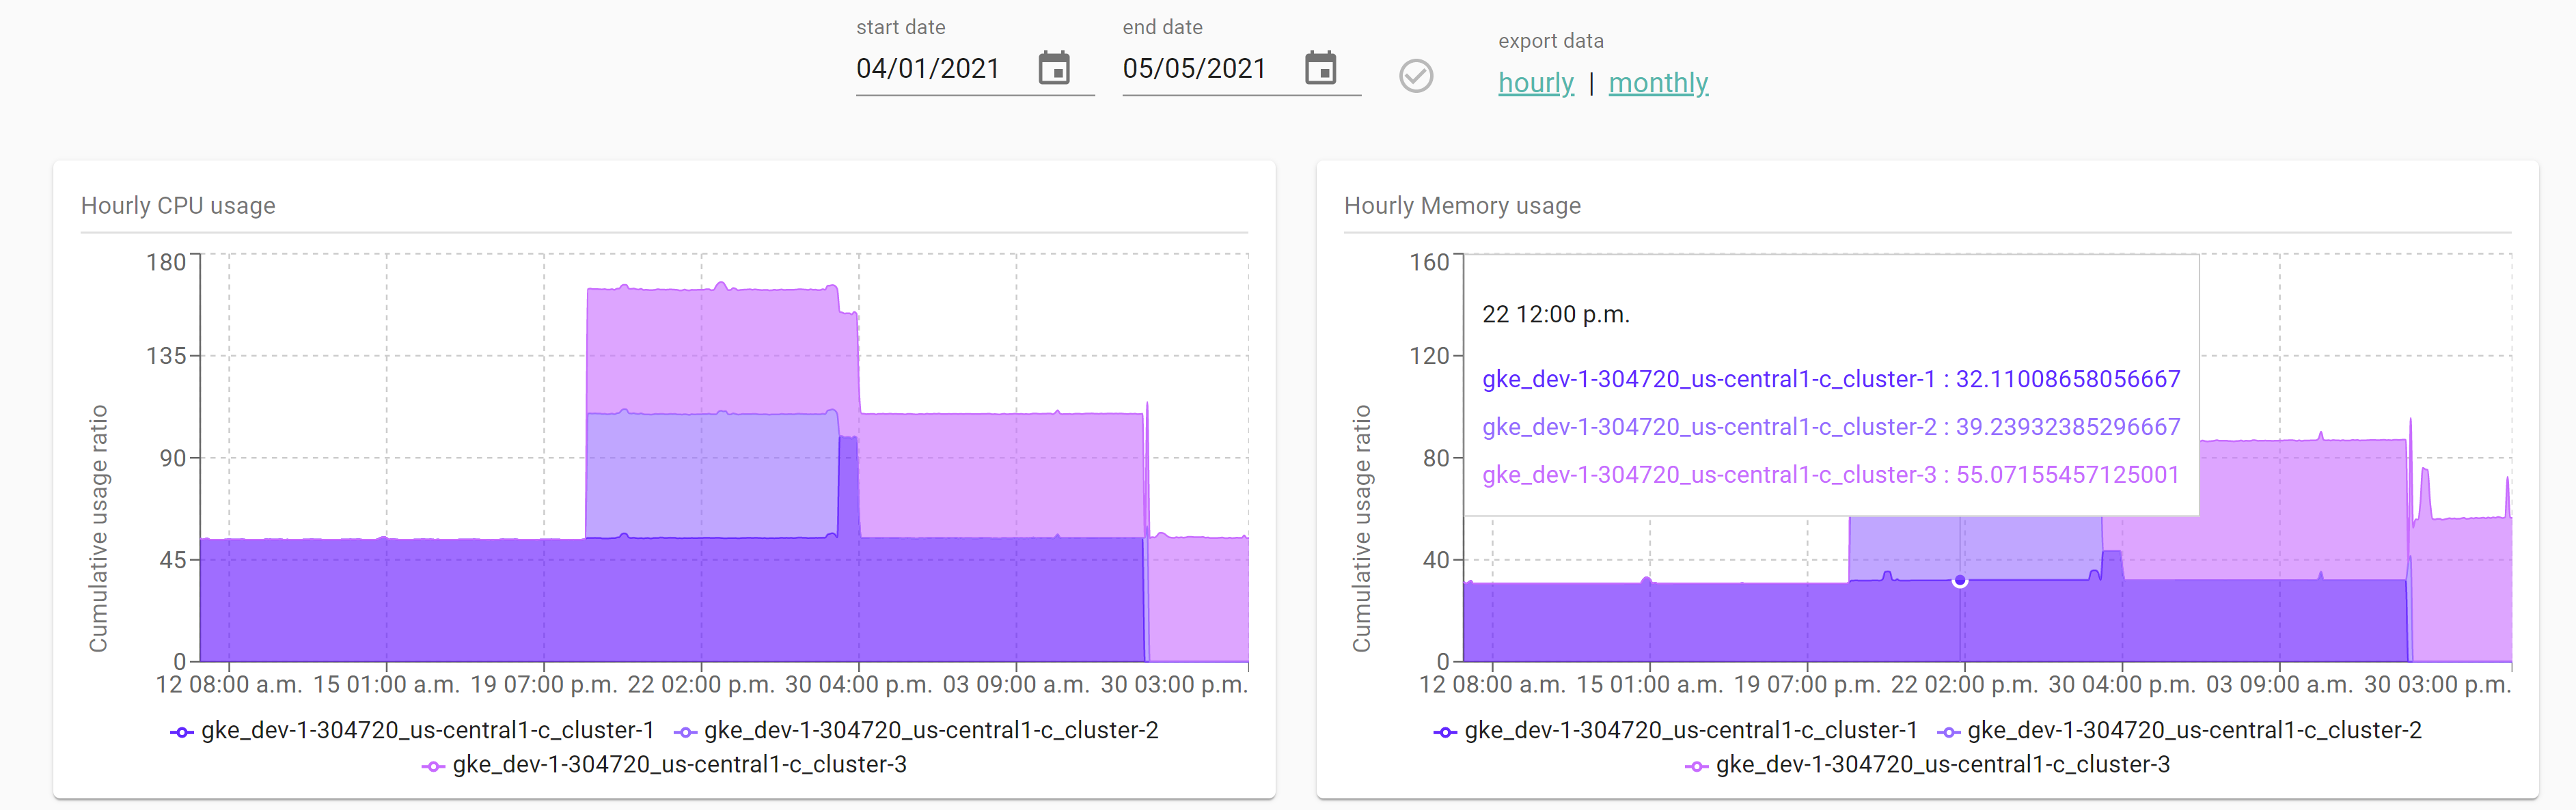 start date
end date
export data
04/01/2021
05/05/2021
hourly | monthly
Hourly CPU usage
180
135
90
45
0
Cumulative usage ratio
12 08:00 a.m. 15 01:00 a.m. 19 07:00 p.m. 22 02:00 p.m. 30 04:00 p.m. 03 09:00 a.m. 30 03:00 p.m.
gke_dev-1-304720_us-central1-c_cluster-1 gke_dev-1-304720_us-central1-c_cluster-2
gke_dev-1-304720_us-central1-c_cluster-3
Hourly Memory usage
160
120
80
40
0
Cumulative usage ratio
22 12:00 p.m.
gke_dev-1-304720_us-central1-c_cluster-1 : 32.11008658056667
gke_dev-1-304720_us-central1-c_cluster-2 : 39.23932385296667
gke_dev-1-304720_us-central1-c_cluster-3 : 55.07155457125001
12 08:00 a.m. 15 01:00 a.m. 19 07:00 p.m. 22 02:00 p.m. 30 04:00 p.m. 03 09:00 a.m. 30 03:00 p.m.
gke_dev-1-304720_us-central1-c_cluster-1 gke_dev-1-304720_us-central1-c_cluster-2
gke_dev-1-304720_us-central1-c_cluster-3